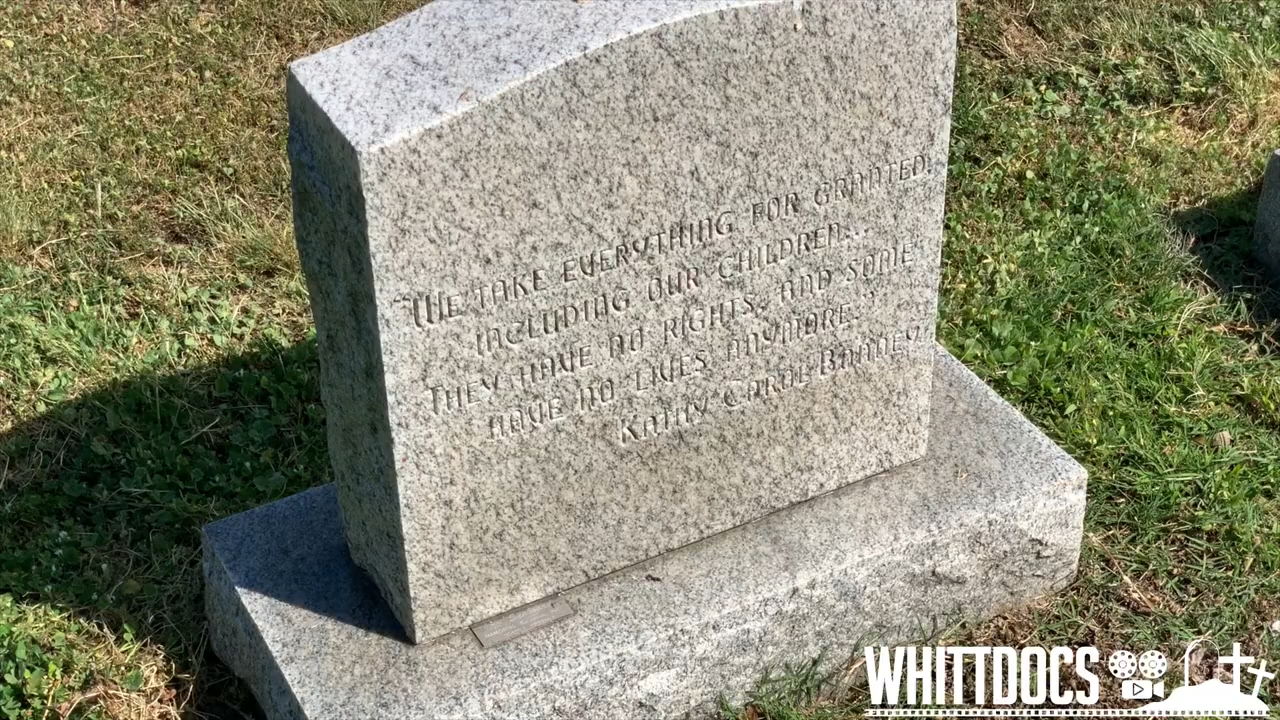 "WE TAKE EVERYTHING FOR GRANTED,
INCLUDING OUR CHILDREN...
THEY HAVE NO RIGHTS, AND SOME
HAVE NO LIVES ANYMORE."
KATHY CAROL BANNEY
WHITTDOCS